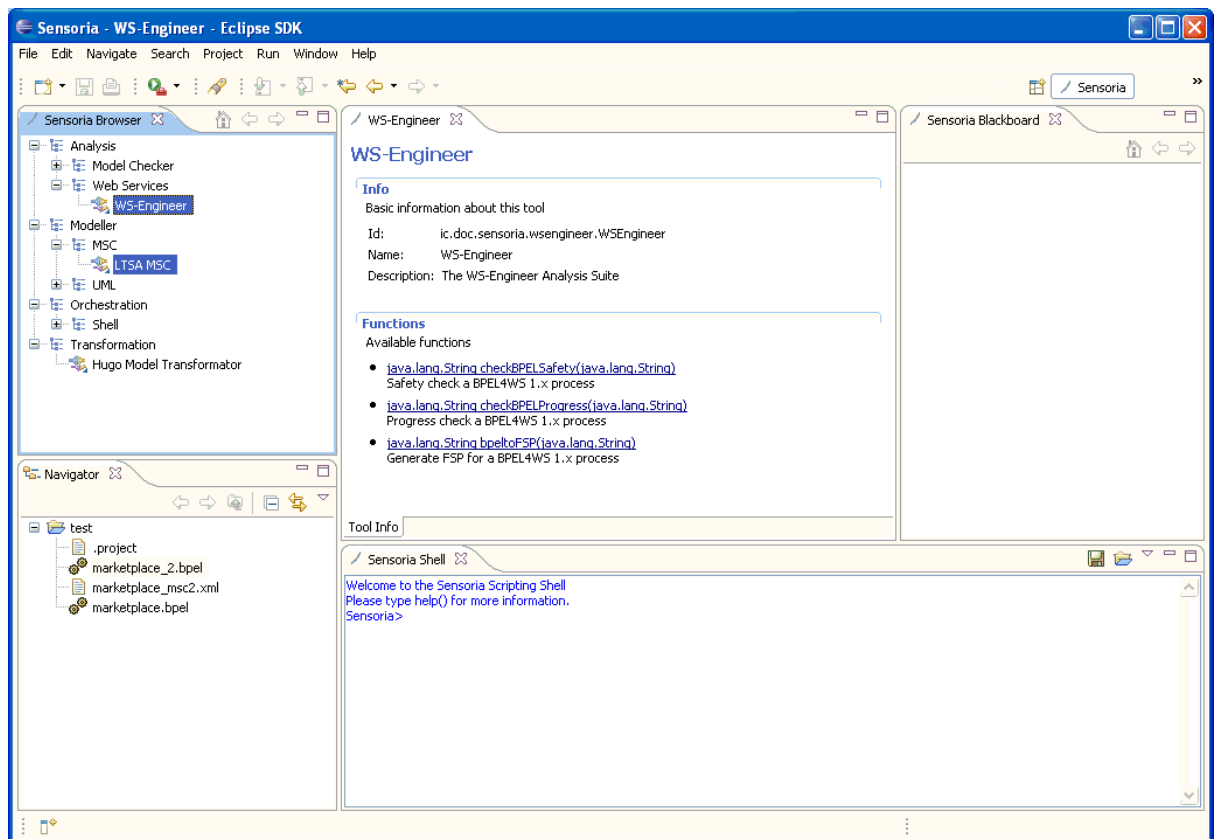 Sensoria - WS-Engineer - Eclipse SDK
File Edit Navigate Search Project Run Window Help
Sensoria
»
Sensoria Browser
Analysis
Model Checker
Web Services
WS-Engineer
Modeller
MSC
LTSA MSC
UML
Orchestration
Shell
Transformation
Hugo Model Transformator
WS-Engineer
WS-Engineer
Info
Basic information about this tool
Id: ic.doc.sensoria.wsengineer.WSEngineer
Name: WS-Engineer
Description: The WS-Engineer Analysis Suite
Functions
Available functions
java.lang.String checkBPELSafety(java.lang.String)
Safety check a BPEL4WS 1.x process
java.lang.String checkBPELProgress(java.lang.String)
Progress check a BPEL4WS 1.x process
java.lang.String bpeltoFSP(java.lang.String)
Generate FSP for a BPEL4WS 1.x process
Tool Info
Sensoria Blackboard
Navigator
test
.project
marketplace_2.bpel
marketplace_msc2.xml
marketplace.bpel
Sensoria Shell
Welcome to the Sensoria Scripting Shell
Please type help() for more information.
Sensoria>